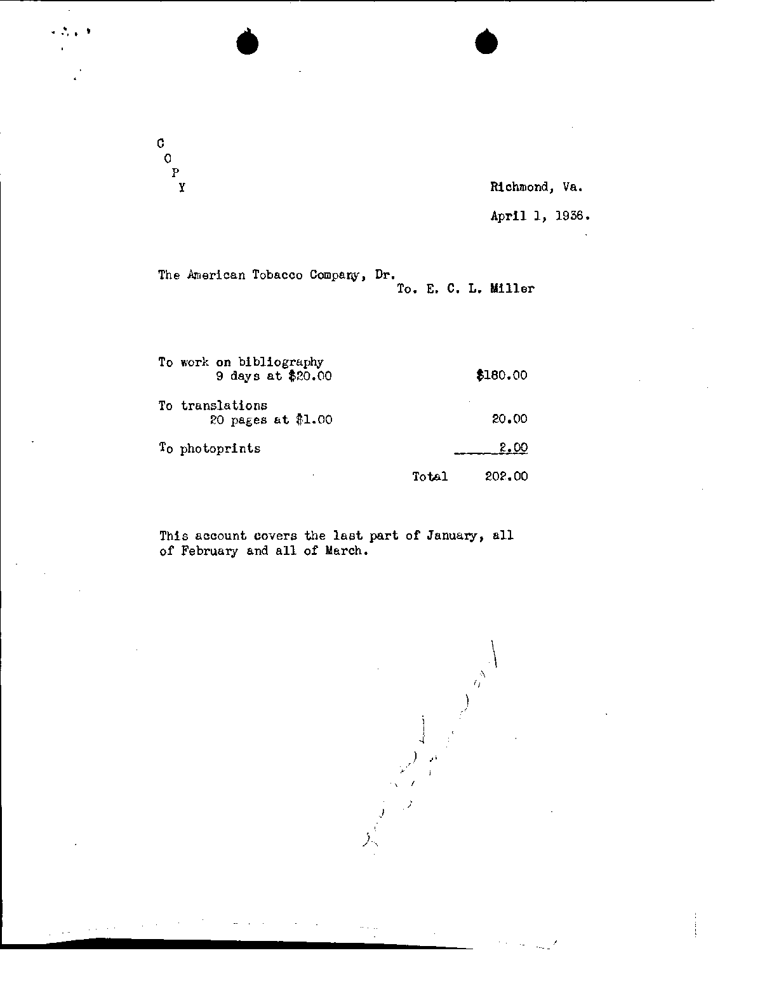 C
O
P
Y
Richmond, Va.
April 1, 1936.
The American Tobacco Company, Dr.
To. E. C. L. Miller
To work on bibliography
9 days at $20.00 $180.00
To translations
20 pages at $1.00 20.00
To photoprints 2.00
Total 202.00
This account covers the last part of January, all
of February and all of March.